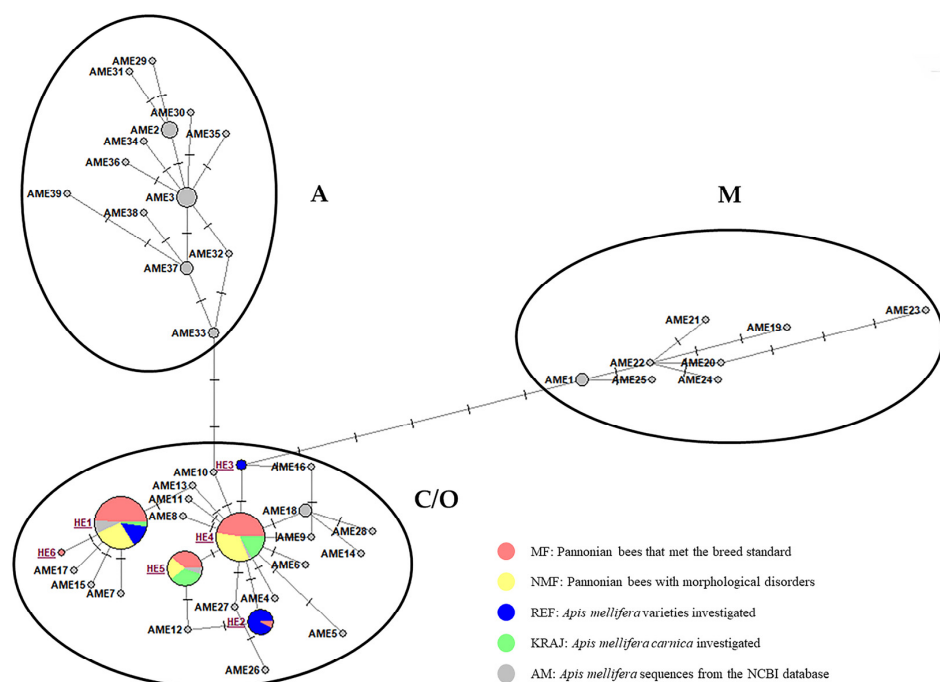 AME29
AME31
AME30
AME2
AME34
AME35
AME36
AME3
AME39
AME38
AME32
AME37
AME33
A
M
AME21
AME19
AME23
AME22
AME20
AME1
AME25
AME24
AME10
HE3
AME16
AME13
AME11
AME18
AME8
HE1
HE4
AME9
AME28
AME14
HE6
AME6
HE5
AME17
AME15
AME7
AME4
AME27
HE2
AME12
AME5
AME26
C/O
MF: Pannonian bees that met the breed standard
NMF: Pannonian bees with morphological disorders
REF: Apis mellifera varieties investigated
KRAJ: Apis mellifera carnica investigated
AM: Apis mellifera sequences from the NCBI database